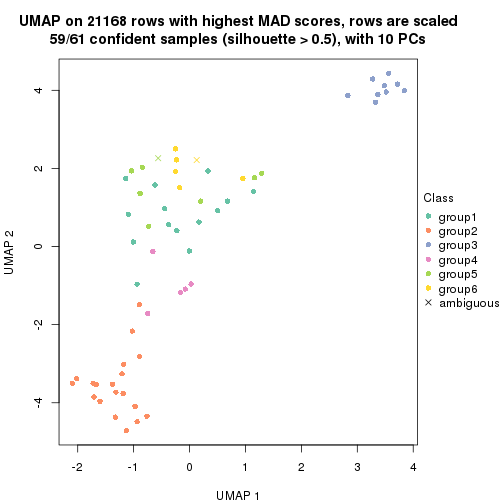 UMAP on 21168 rows with highest MAD scores, rows are scaled
59/61 confident samples (silhouette > 0.5), with 10 PCs
UMAP 2
4
2
0
-2
-4
-2
-1
0
1
2
3
4
UMAP 1
Class
group1
group2
group3
group4
group5
group6
ambiguous